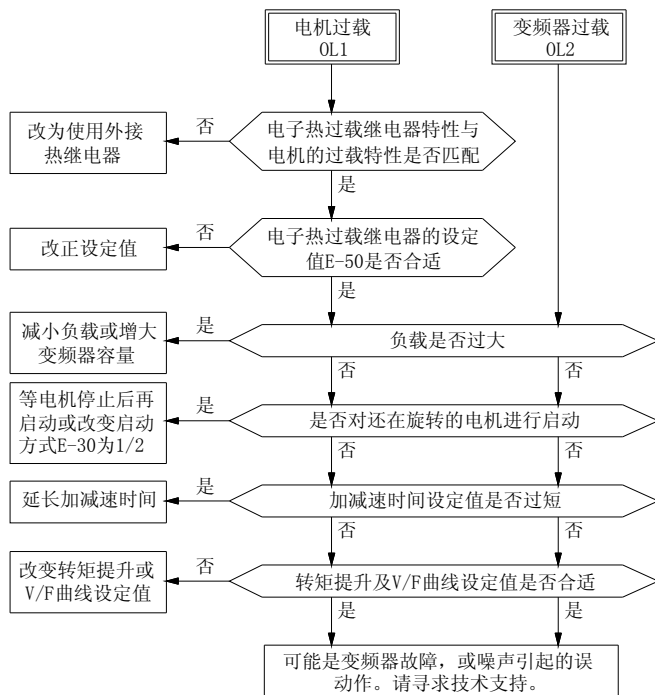 电机过载
OL1
变频器过载
OL2
电子热过载继电器特性与
电机的过载特性是否匹配
否
改为使用外接
热继电器
是
电子热过载继电器的设定
值E-50是否合适
否
改正设定值
是
负载是否过大
是
减小负载或增大
变频器容量
否
否
是否对还在旋转的电机进行启动
是
等电机停止后再
启动或改变启动
方式E-30为1/2
否
否
加减速时间设定值是否过短
是
延长加减速时间
否
否
转矩提升及V/F曲线设定值是否合适
否
改变转矩提升或
V/F曲线设定值
是
是
可能是变频器故障，或噪声引起的误
动作。请寻求技术支持。